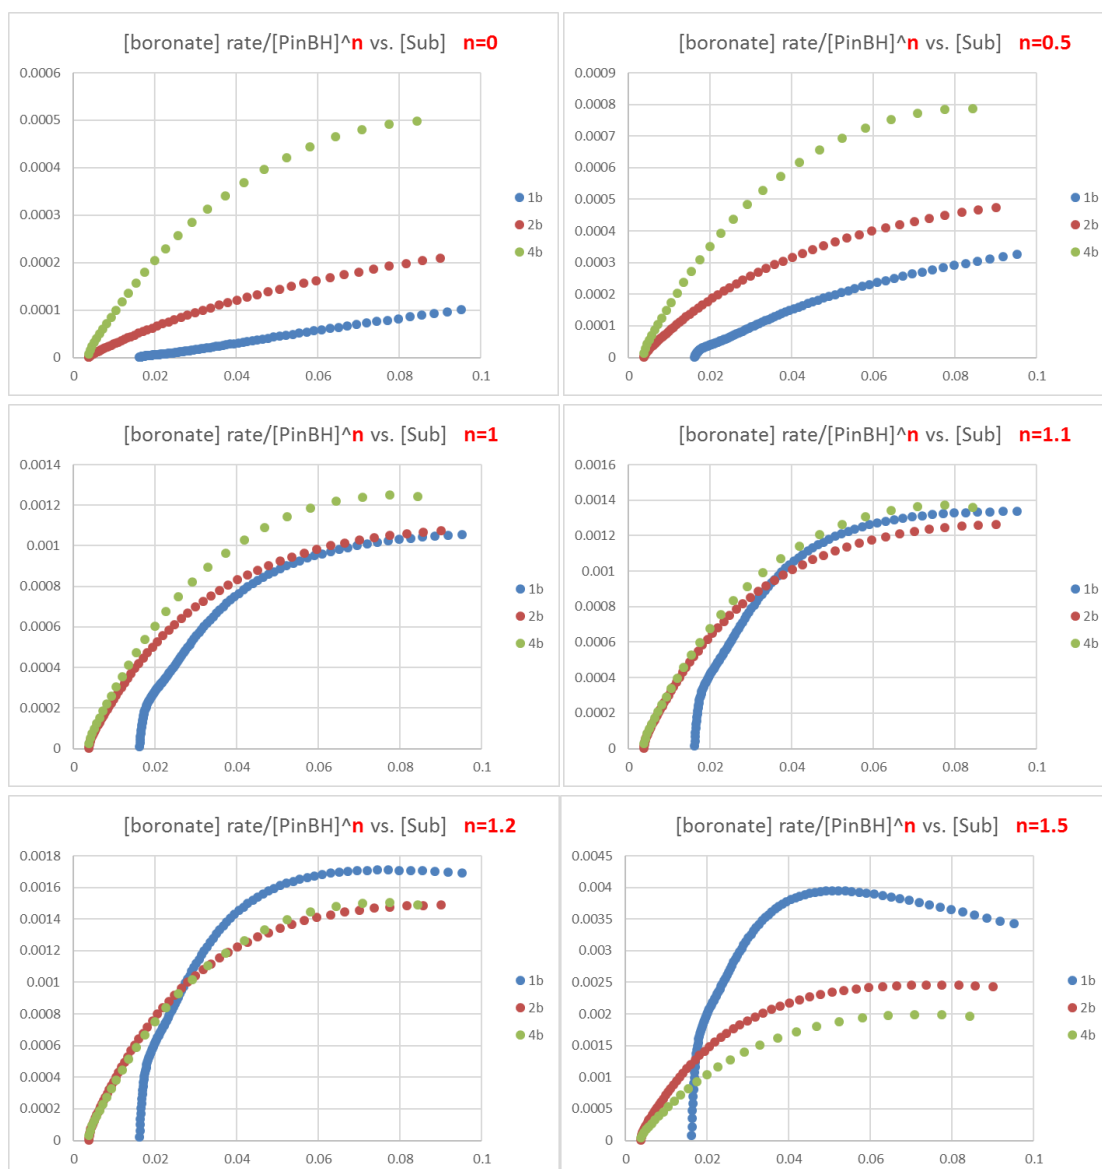 [boronate] rate/[PinBH]^n vs. [Sub] n=0
0.0006
0.0005
0.0004
0.0003
0.0002
0.0001
0
0 0.02 0.04 0.06 0.08 0.1
1b
2b
4b
[boronate] rate/[PinBH]^n vs. [Sub] n=0.5
0.0009
0.0008
0.0007
0.0006
0.0005
0.0004
0.0003
0.0002
0.0001
0
0 0.02 0.04 0.06 0.08 0.1
1b
2b
4b
[boronate] rate/[PinBH]^n vs. [Sub] n=1
0.0014
0.0012
0.001
0.0008
0.0006
0.0004
0.0002
0
0 0.02 0.04 0.06 0.08 0.1
1b
2b
4b
[boronate] rate/[PinBH]^n vs. [Sub] n=1.1
0.0016
0.0014
0.0012
0.001
0.0008
0.0006
0.0004
0.0002
0
0 0.02 0.04 0.06 0.08 0.1
1b
2b
4b
[boronate] rate/[PinBH]^n vs. [Sub] n=1.2
0.0018
0.0016
0.0014
0.0012
0.001
0.0008
0.0006
0.0004
0.0002
0
0 0.02 0.04 0.06 0.08 0.1
1b
2b
4b
[boronate] rate/[PinBH]^n vs. [Sub] n=1.5
0.0045
0.004
0.0035
0.003
0.0025
0.002
0.0015
0.001
0.0005
0
0 0.02 0.04 0.06 0.08 0.1
1b
2b
4b